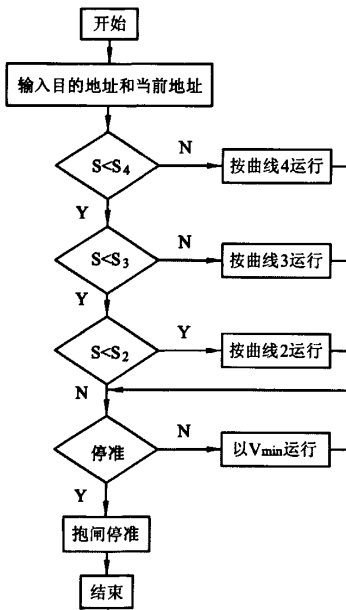 开始
输入目的地址和当前地址
S<S4
N
按曲线4运行
Y
S<S3
N
按曲线3运行
Y
S<S2
Y
按曲线2运行
N
停准
N
以Vmin运行
Y
抱闸停准
结束